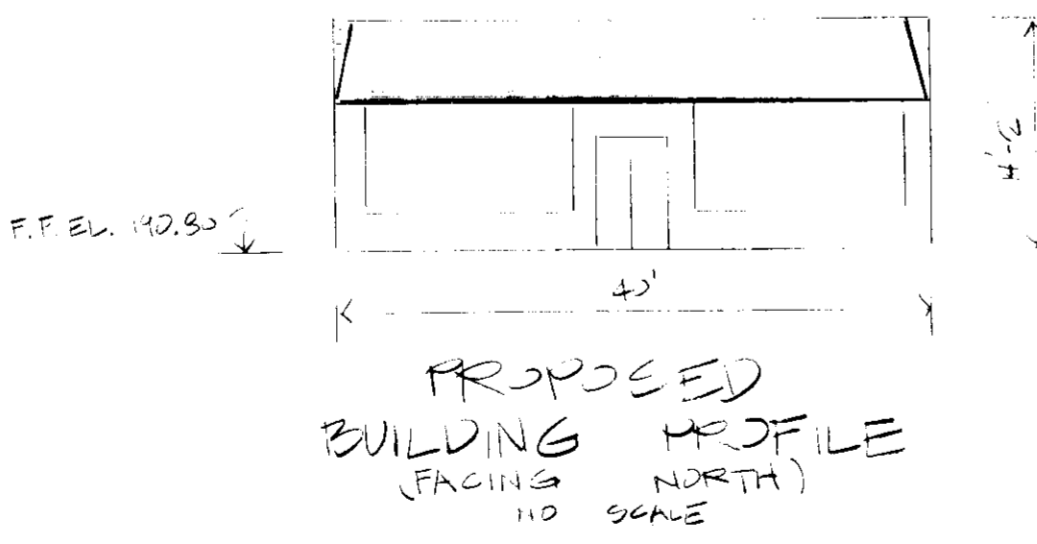 F.F. EL. 190.80
40'
PROPOSED
BUILDING PROFILE
(FACING NORTH)
NO SCALE